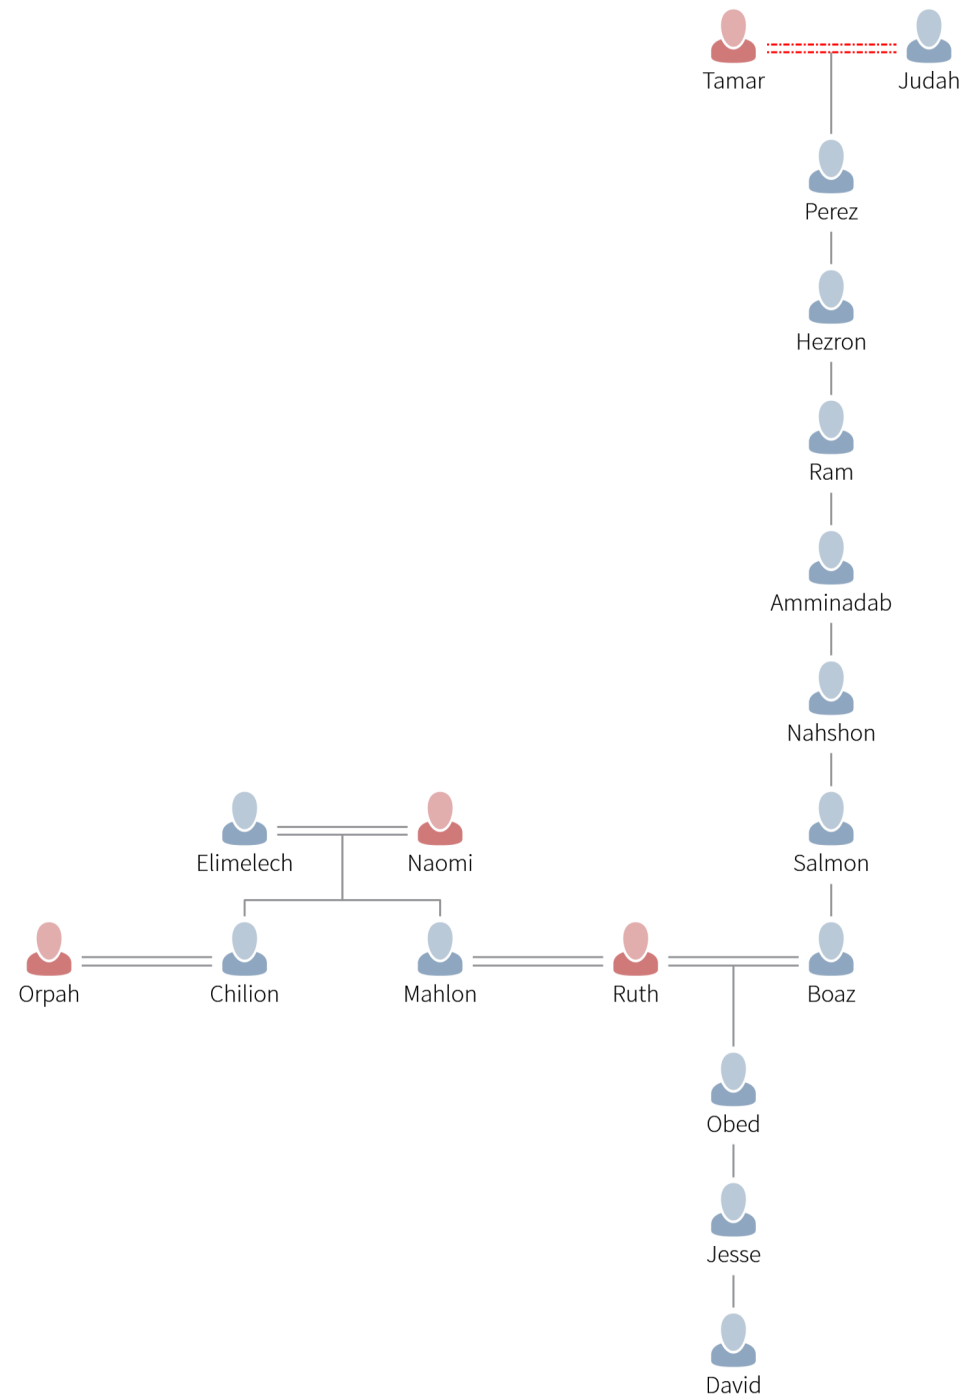 Tamar
Judah
Perez
Hezron
Ram
Amminadab
Nahshon
Elimelech
Naomi
Salmon
Orpah
Chilion
Mahlon
Ruth
Boaz
Obed
Jesse
David